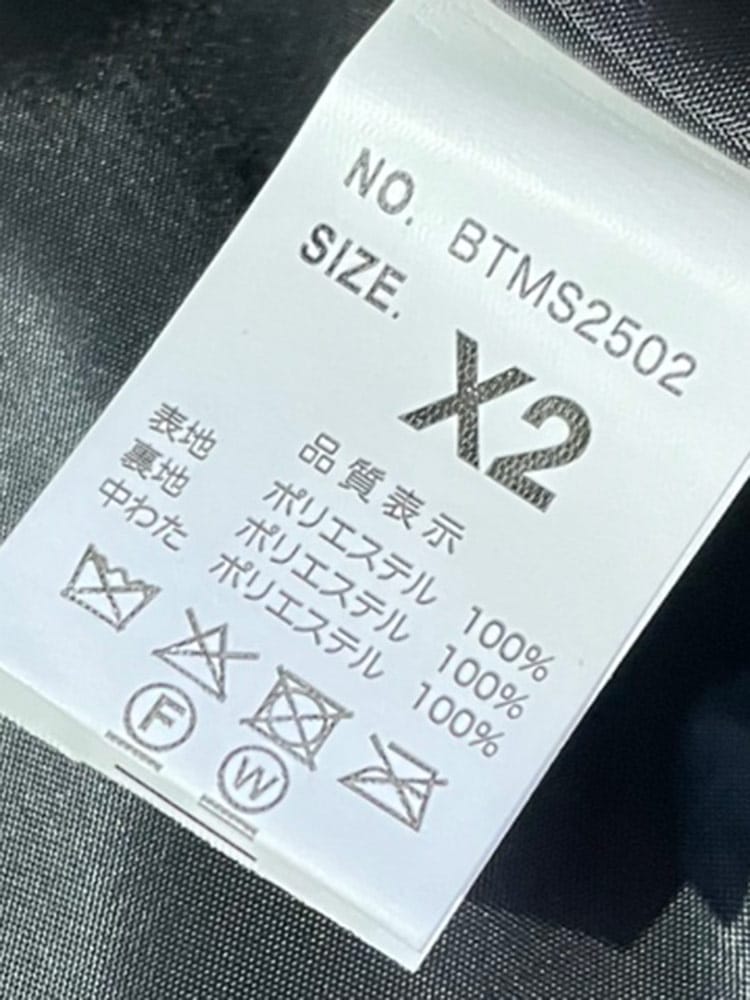 NO. BTMS2502
SIZE. X2
品質表示
表地 ポリエステル 100%
裏地 ポリエステル 100%
中わた ポリエステル 100%
F
W